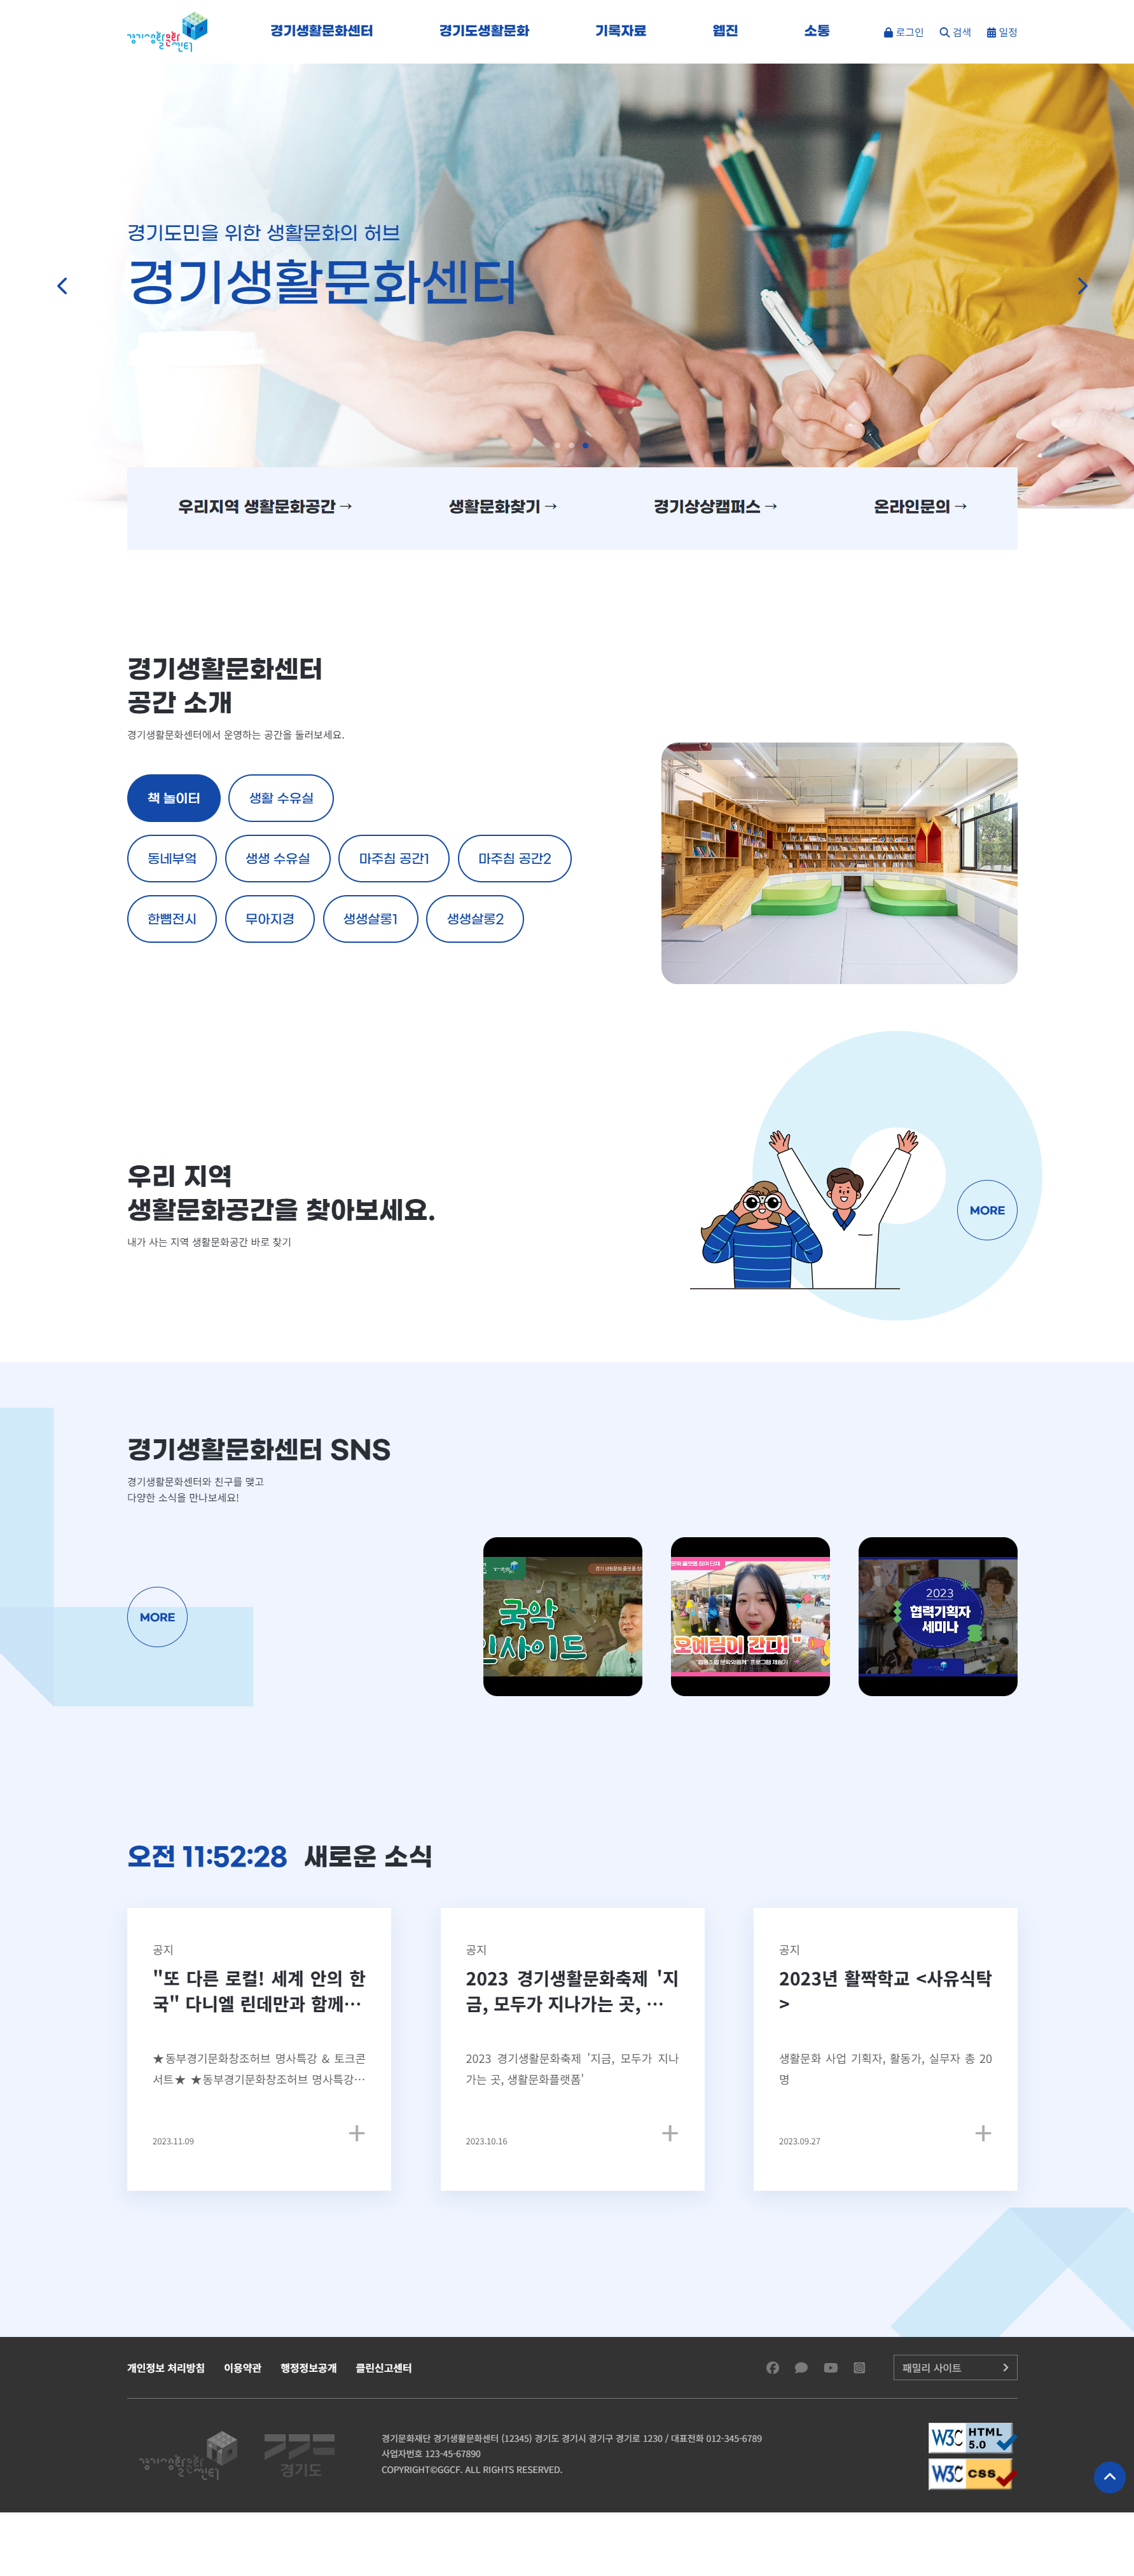 경기생활문화센터
경기생활문화센터 경기도생활문화 기록자료 웹진 소통 로그인 검색 일정
경기도민을 위한 생활문화의 허브
경기생활문화센터
우리지역 생활문화공간→ 생활문화찾기→ 경기상상캠퍼스→ 온라인문의→
경기생활문화센터
공간 소개
경기생활문화센터에서 운영하는 공간을 둘러보세요.
책 놀이터 생활 수유실
동네부엌 생생 수유실 마주침 공간1 마주침 공간2
한뼘전시 무아지경 생생살롱1 생생살롱2
우리 지역
생활문화공간을 찾아보세요.
내가 사는 지역 생활문화공간 바로 찾기
MORE
경기생활문화센터 SNS
경기생활문화센터와 친구를 맺고
다양한 소식을 만나보세요!
MORE
국악
인사이드
오예림이 간다!"
2023
협력기획자
세미나
오전 11:52:28 새로운 소식
공지
"또 다른 로컬! 세계 안의 한
국" 다니엘 린데만과 함께…
★동부경기문화창조허브 명사특강 & 토크콘
서트★ ★동부경기문화창조허브 명사특강…
2023.11.09
공지
2023 경기생활문화축제 '지
금, 모두가 지나가는 곳, …
2023 경기생활문화축제 '지금, 모두가 지나
가는 곳, 생활문화플랫폼'
2023.10.16
공지
2023년 활짝학교 <사유식탁
>
생활문화 사업 기획자, 활동가, 실무자 총 20
명
2023.09.27
개인정보 처리방침 이용약관 행정정보공개 클린신고센터
패밀리 사이트
경기생활문화센터
경기도
경기문화재단 경기생활문화센터 (12345) 경기도 경기시 경기구 경기로 1230 / 대표전화 012-345-6789
사업자번호 123-45-67890
COPYRIGHT©GGCF. ALL RIGHTS RESERVED.
W3C HTML 5.0
W3C CSS